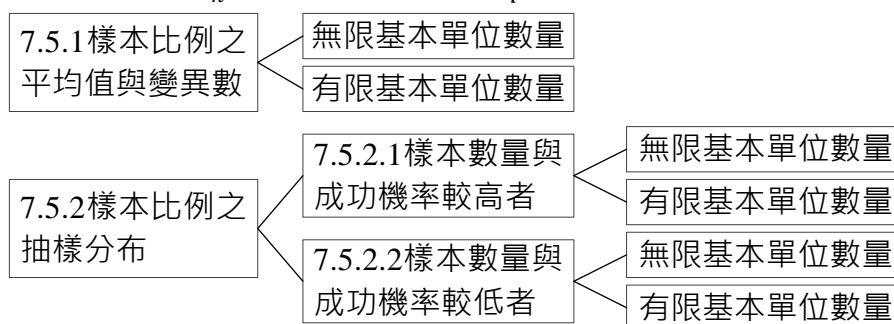 7.5.1樣本比例之
平均值與變異數
無限基本單位數量
有限基本單位數量
7.5.2樣本比例之
抽樣分布
7.5.2.1樣本數量與
成功機率較高者
無限基本單位數量
有限基本單位數量
7.5.2.2樣本數量與
成功機率較低者
無限基本單位數量
有限基本單位數量